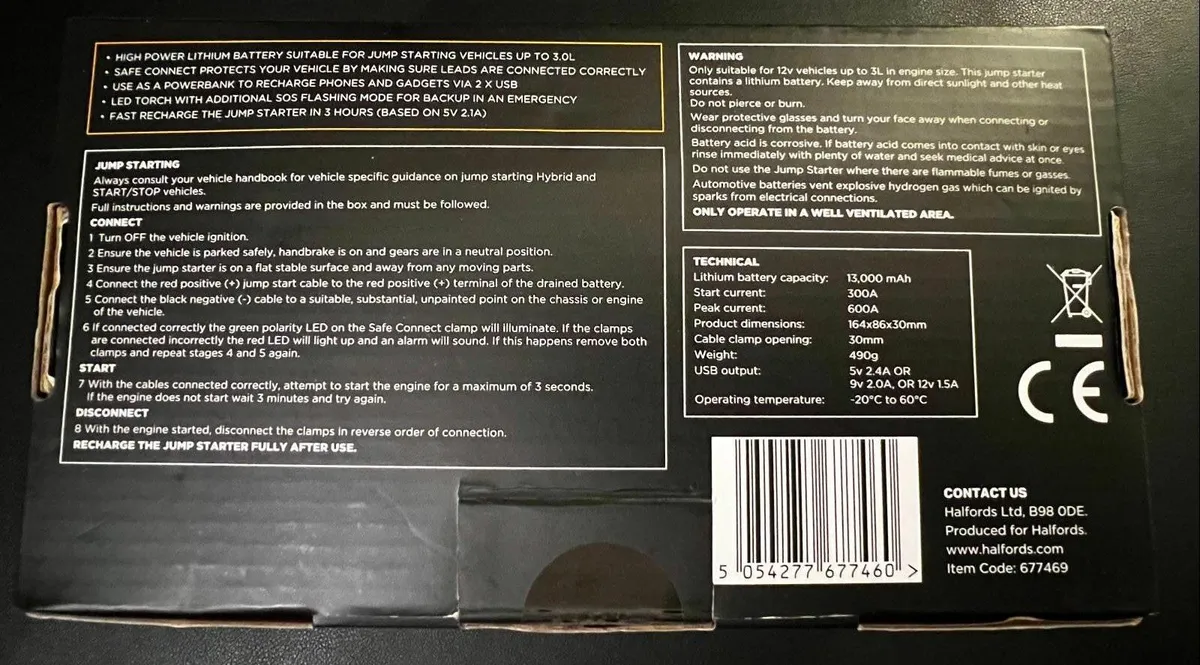 • HIGH POWER LITHIUM BATTERY SUITABLE FOR JUMP STARTING VEHICLES UP TO 3.0L
• SAFE CONNECT PROTECTS YOUR VEHICLE BY MAKING SURE LEADS ARE CONNECTED CORRECTLY
• USE AS A POWERBANK TO RECHARGE PHONES AND GADGETS VIA 2 X USB
• LED TORCH WITH ADDITIONAL SOS FLASHING MODE FOR BACKUP IN AN EMERGENCY
• FAST RECHARGE THE JUMP STARTER IN 3 HOURS (BASED ON 5V 2.1A)
JUMP STARTING
Always consult your vehicle handbook for vehicle specific guidance on jump starting Hybrid and
START/STOP vehicles.
Full instructions and warnings are provided in the box and must be followed.
CONNECT
1 Turn OFF the vehicle ignition.
2 Ensure the vehicle is parked safely, handbrake is on and gears are in a neutral position.
3 Ensure the jump starter is on a flat stable surface and away from any moving parts.
4 Connect the red positive (+) jump start cable to the red positive (+) terminal of the drained battery.
5 Connect the black negative (-) cable to a suitable, substantial, unpainted point on the chassis or engine
of the vehicle.
6 If connected correctly the green polarity LED on the Safe Connect clamp will illuminate. If the clamps
are connected incorrectly the red LED will light up and an alarm will sound. If this happens remove both
clamps and repeat stages 4 and 5 again.
START
7 With the cables connected correctly, attempt to start the engine for a maximum of 3 seconds.
If the engine does not start wait 3 minutes and try again.
DISCONNECT
8 With the engine started, disconnect the clamps in reverse order of connection.
RECHARGE THE JUMP STARTER FULLY AFTER USE.
WARNING
Only suitable for 12v vehicles up to 3L in engine size. This jump starter
contains a lithium battery. Keep away from direct sunlight and other heat
sources.
Do not pierce or burn.
Wear protective glasses and turn your face away when connecting or
disconnecting from the battery.
Battery acid is corrosive. If battery acid comes into contact with skin or eyes
rinse immediately with plenty of water and seek medical advice at once.
Do not use the Jump Starter where there are flammable fumes or gasses.
Automotive batteries vent explosive hydrogen gas which can be ignited by
sparks from electrical connections.
ONLY OPERATE IN A WELL VENTILATED AREA.
TECHNICAL
Lithium battery capacity: 13,000 mAh
Start current: 300A
Peak current: 600A
Product dimensions: 164x86x30mm
Cable clamp opening: 30mm
Weight: 490g
USB output: 5v 2.4A OR
9v 2.0A, OR 12v 1.5A
Operating temperature: -20°C to 60°C
CE
5 054277 677460 >
CONTACT US
Halfords Ltd, B98 0DE.
Produced for Halfords.
www.halfords.com
Item Code: 677469